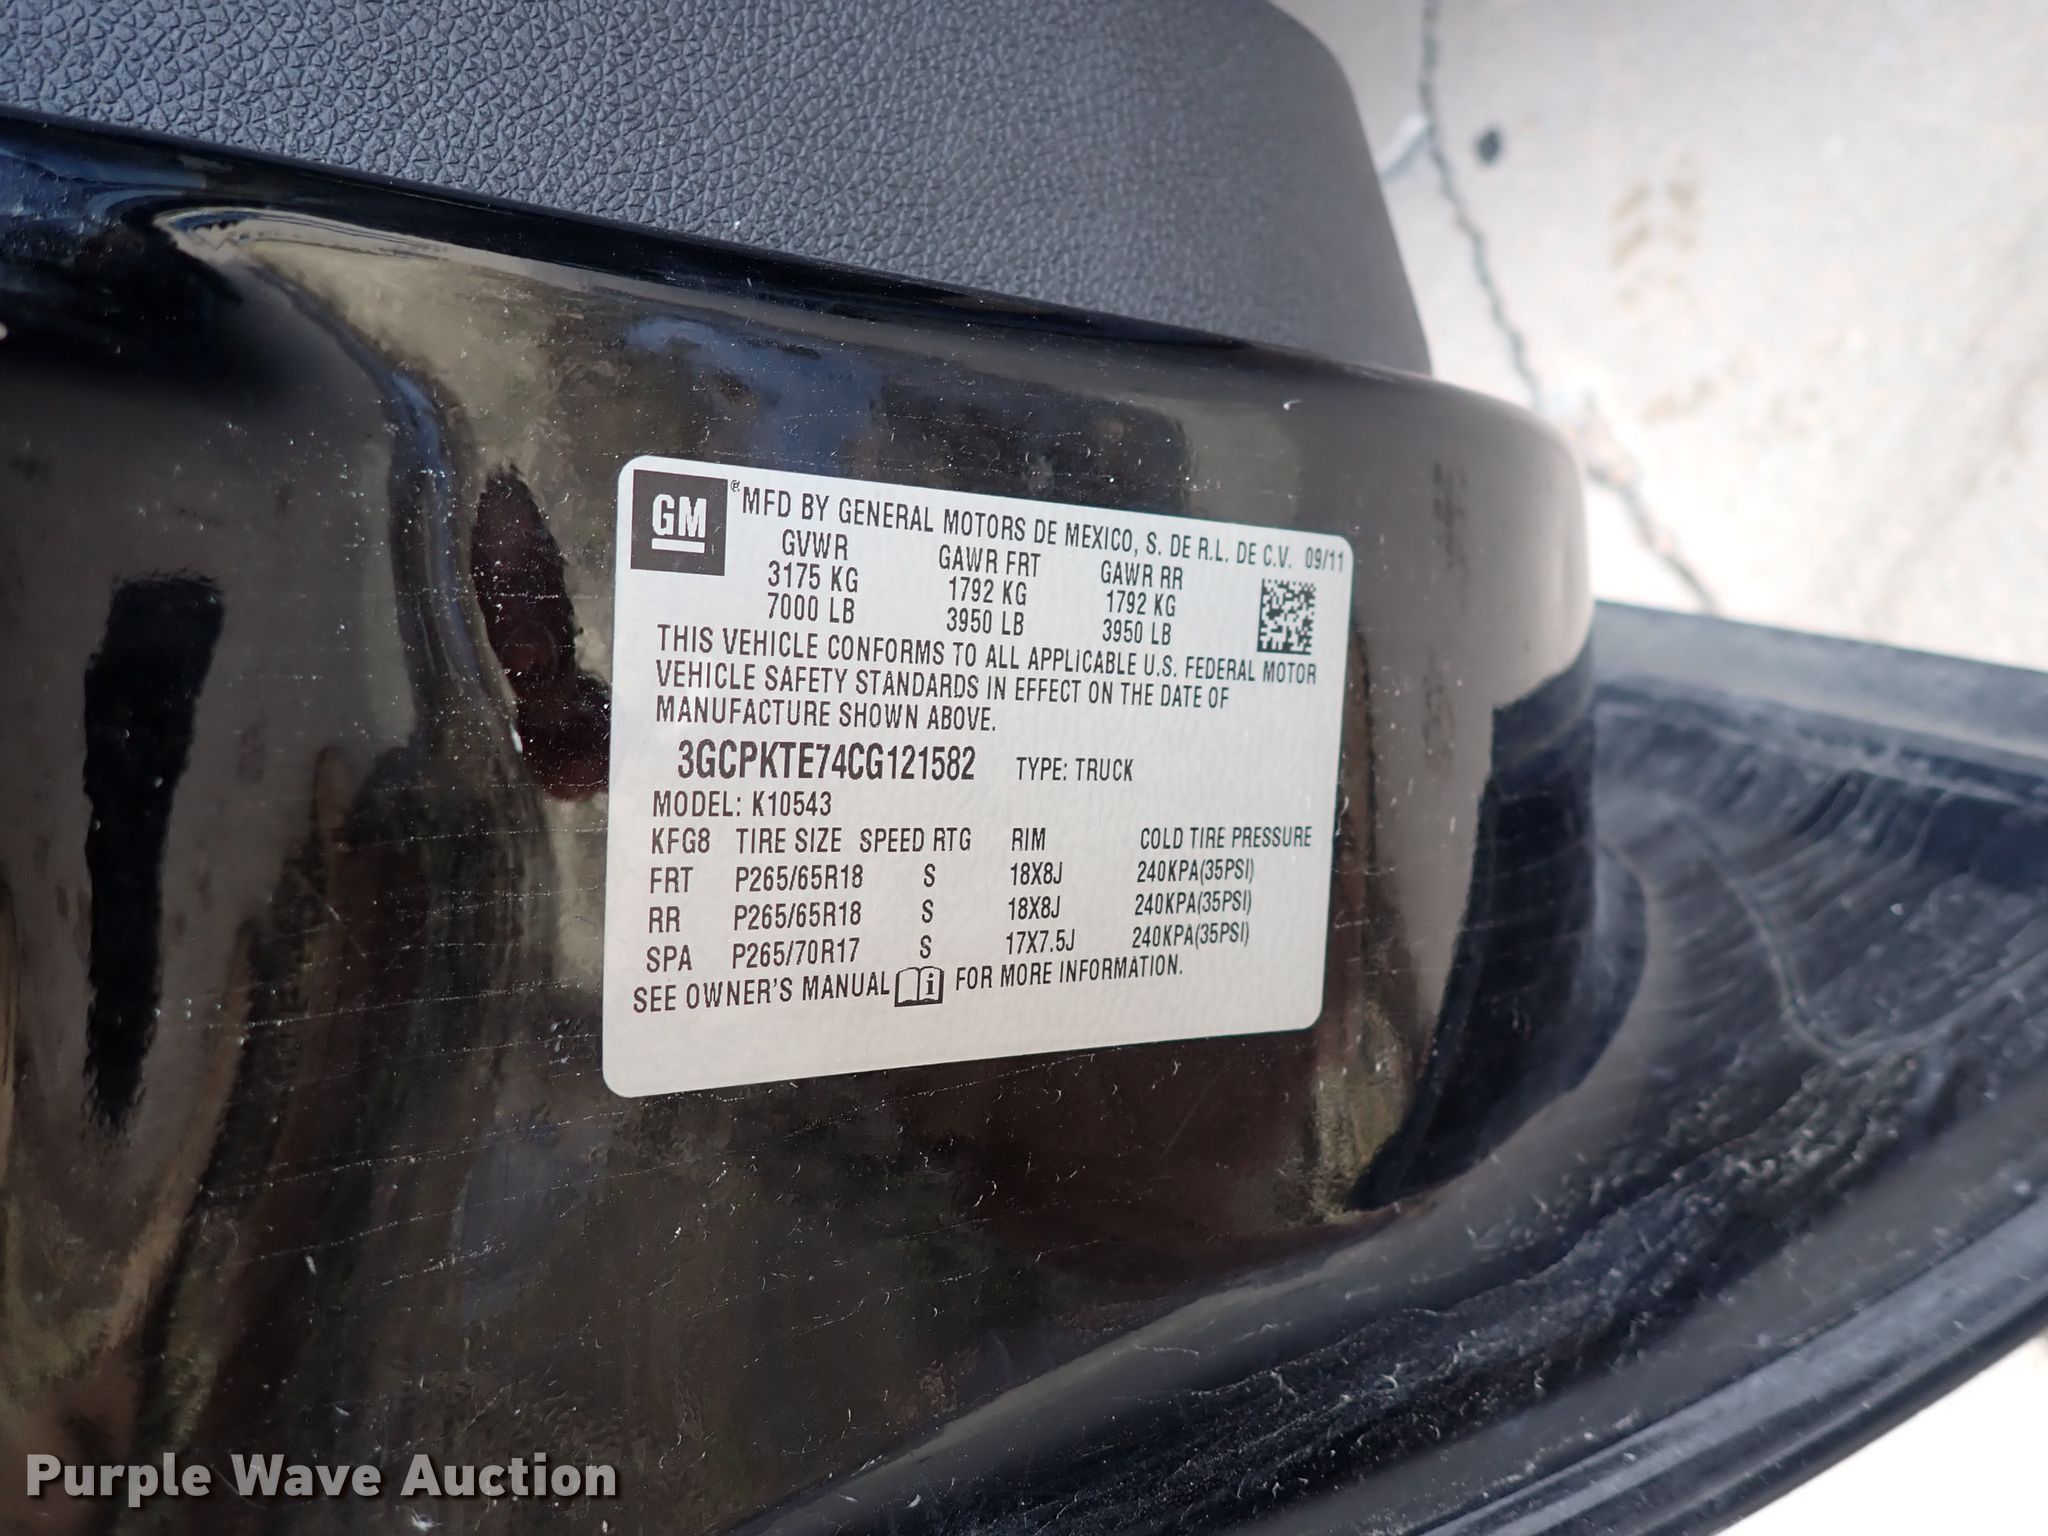 GM ® MFD BY GENERAL MOTORS DE MEXICO, S. DE R.L. DE C.V. 09/11
GVWR GAWR FRT GAWR RR
3175 KG 1792 KG 1792 KG
7000 LB 3950 LB 3950 LB
THIS VEHICLE CONFORMS TO ALL APPLICABLE U.S. FEDERAL MOTOR
VEHICLE SAFETY STANDARDS IN EFFECT ON THE DATE OF
MANUFACTURE SHOWN ABOVE.
3GCPKTE74CG121582 TYPE: TRUCK
MODEL: K10543
KFG8 TIRE SIZE SPEED RTG RIM COLD TIRE PRESSURE
FRT P265/65R18 S 18X8J 240KPA(35PSI)
RR P265/65R18 S 18X8J 240KPA(35PSI)
SPA P265/70R17 S 17X7.5J 240KPA(35PSI)
SEE OWNER'S MANUAL i FOR MORE INFORMATION.
Purple Wave Auction